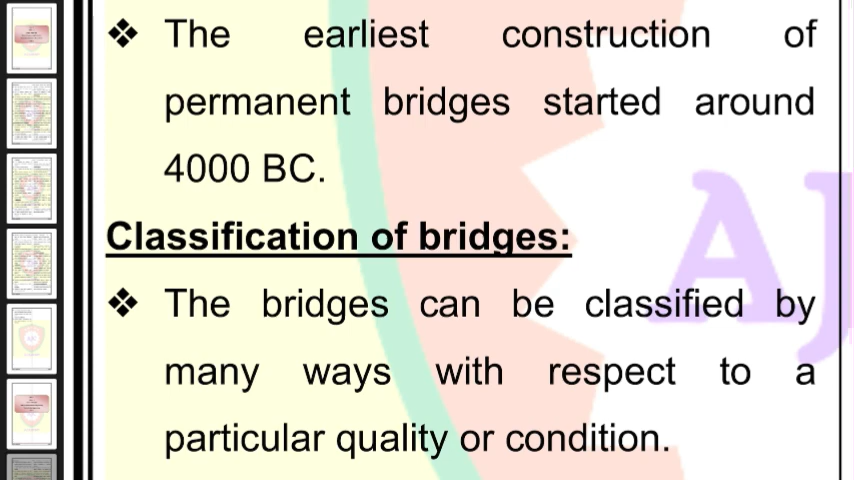 ❖ The earliest construction of
permanent bridges started around
4000 BC.
Classification of bridges:
❖ The bridges can be classified by
many ways with respect to a
particular quality or condition.
AJ